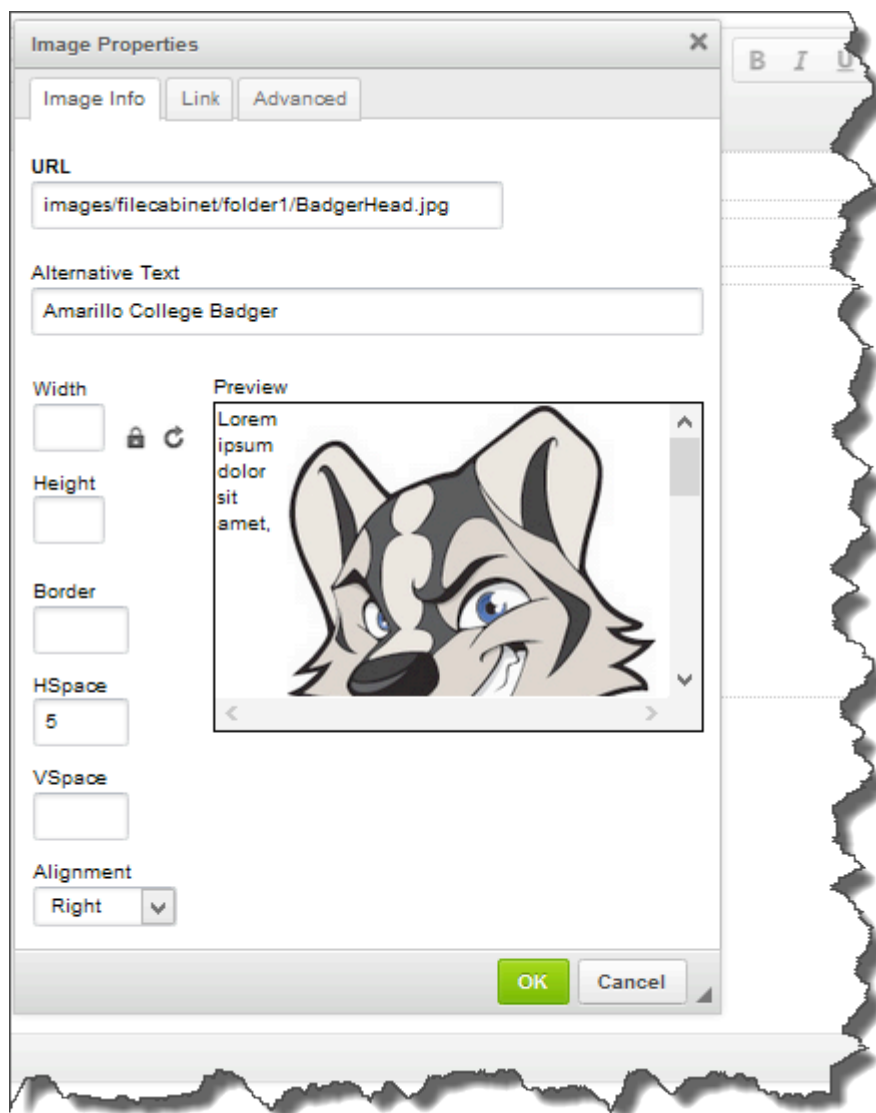 Image Properties
B I U
Image Info Link Advanced
URL
images/filecabinet/folder1/BadgerHead.jpg
Alternative Text
Amarillo College Badger
Width
Preview
Lorem
ipsum
dolor
sit
amet,
Height
Border
HSpace
5
VSpace
Alignment
Right
OK Cancel